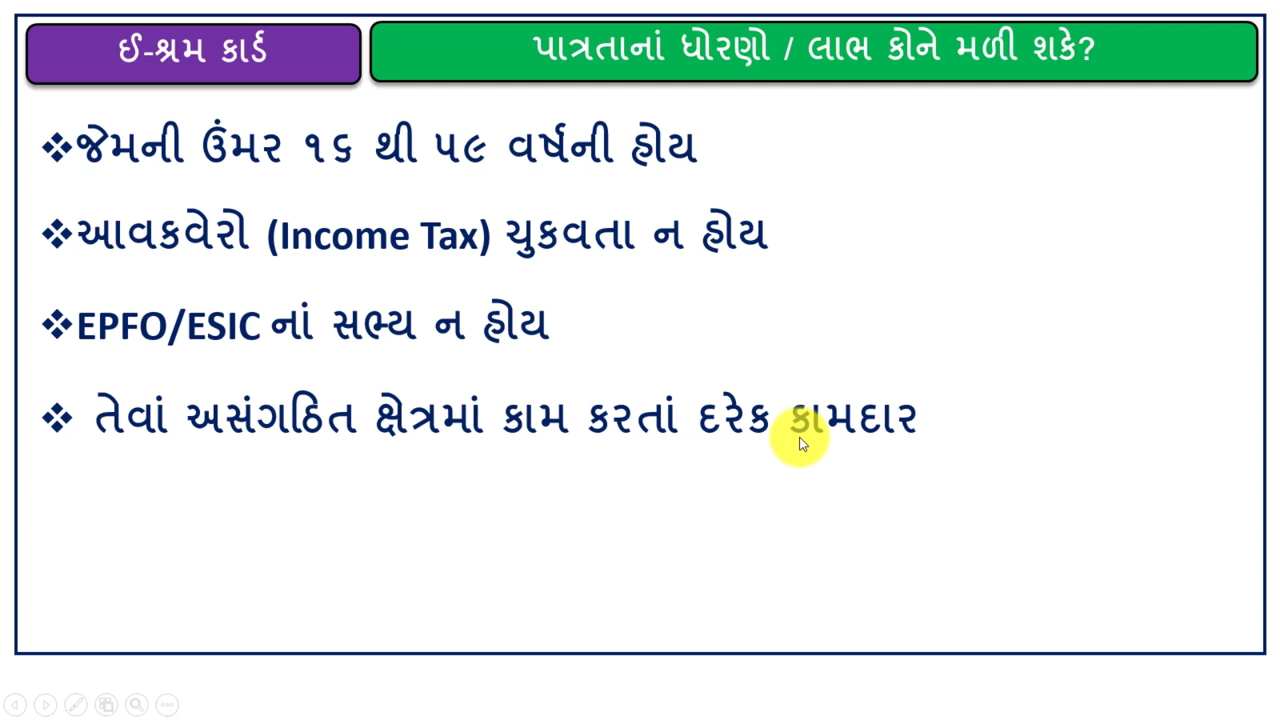 ઈ-શ્રમ કાર્ડ
પાત્રતાનાં ધોરણો / લાભ કોને મળી શકે?
❖જેમની ઉંમર ૧૬ થી ૫૯ વર્ષની હોય
❖આવકવેરો (Income Tax) ચુકવતા ન હોય
❖EPFO/ESIC નાં સભ્ય ન હોય
❖ તેવાં અસંગઠિત ક્ષેત્રમાં કામ કરતાં દરેક કામદાર